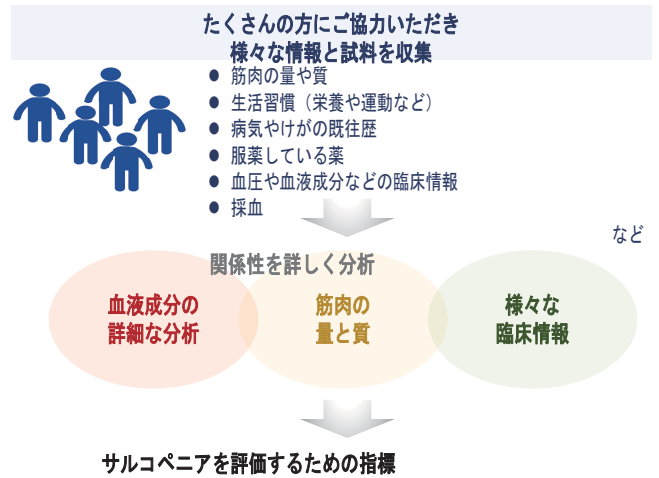 たくさんの方にご協力いただき
様々な情報と試料を収集
● 筋肉の量や質
● 生活習慣（栄養や運動など）
● 病気やけがの既往歴
● 服薬している薬
● 血圧や血液成分などの臨床情報
● 採血
など
関係性を詳しく分析
血液成分の
詳細な分析
筋肉の
量と質
様々な
臨床情報
サルコペニアを評価するための指標